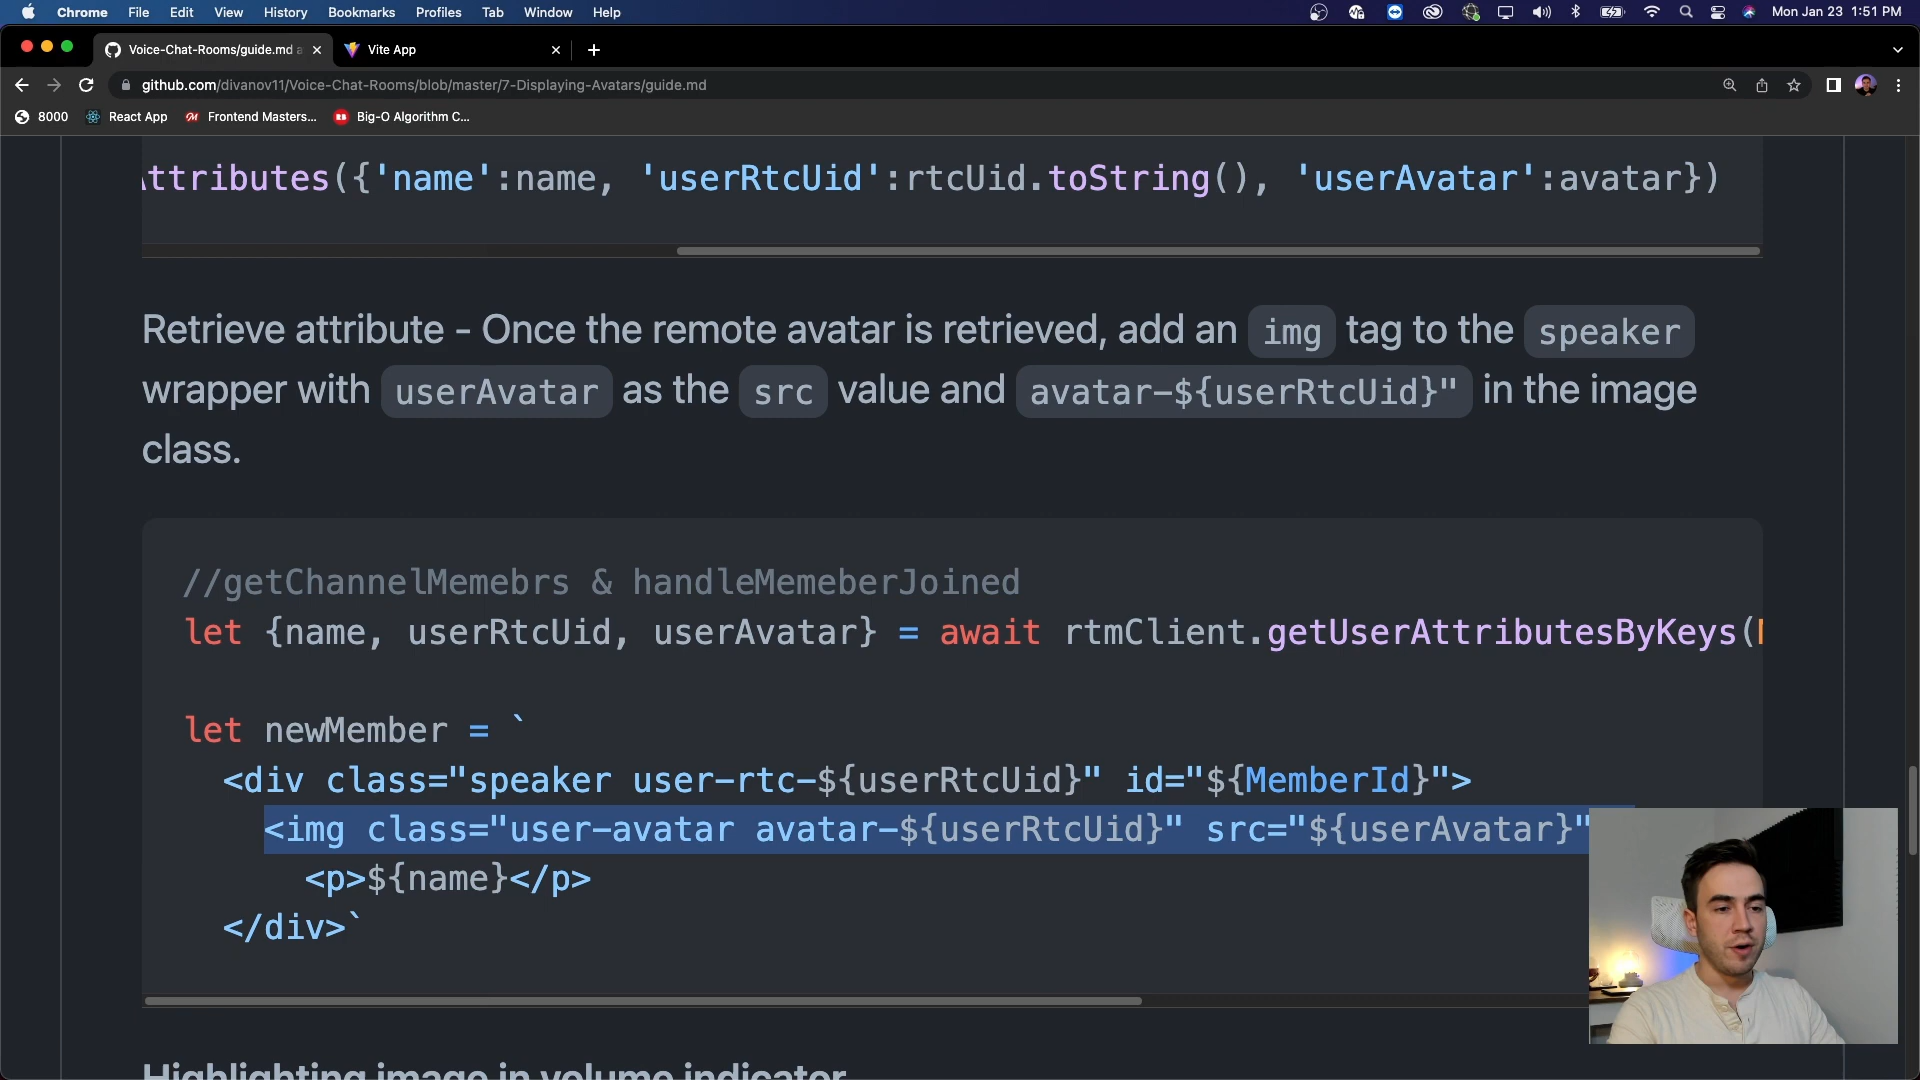 Chrome File Edit View History Bookmarks Profiles Tab Window Help Mon Jan 23 1:51 PM
Voice-Chat-Rooms/guide.md a Vite App
github.com/divanov11/Voice-Chat-Rooms/blob/master/7-Displaying-Avatars/guide.md
8000 React App Frontend Masters... Big-O Algorithm C...
ttributes({'name':name, 'userRtcUid':rtcUid.toString(), 'userAvatar':avatar})
Retrieve attribute - Once the remote avatar is retrieved, add an img tag to the speaker
wrapper with userAvatar as the src value and avatar-${userRtcUid}" in the image
class.
//getChannelMemebrs & handleMemeberJoined
let {name, userRtcUid, userAvatar} = await rtmClient.getUserAttributesByKeys(
let newMember = `
<div class="speaker user-rtc-${userRtcUid}" id="${MemberId}">
<img class="user-avatar avatar-${userRtcUid}" src="${userAvatar}"
<p>${name}</p>
</div>`
Highlighting image in volume indicator